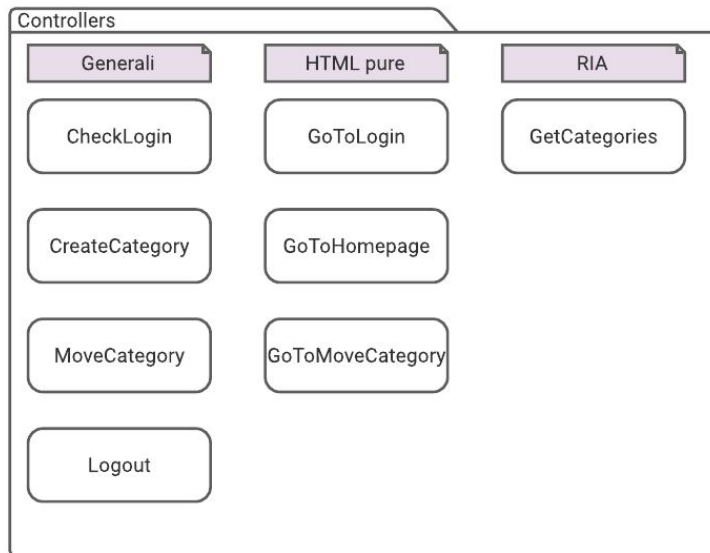 Controllers
Generali
HTML pure
RIA
CheckLogin
GoToLogin
GetCategories
CreateCategory
GoToHomepage
MoveCategory
GoToMoveCategory
Logout